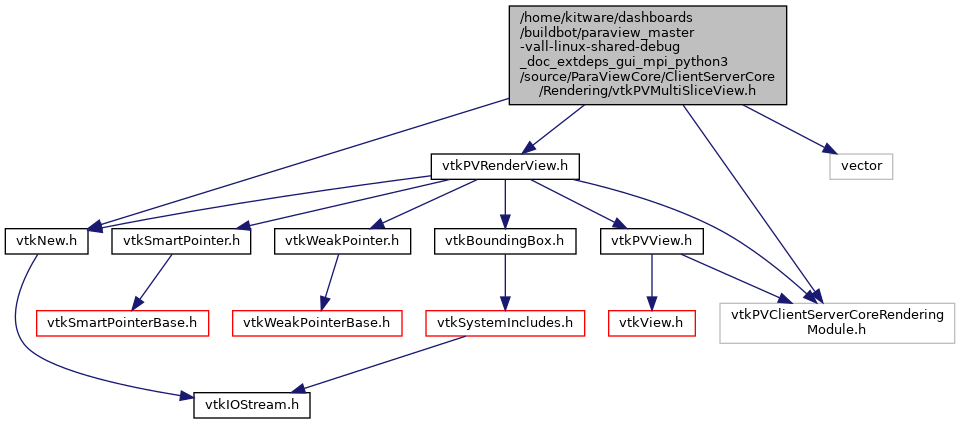 /home/kitware/dashboards
/buildbot/paraview_master
-vall-linux-shared-debug
_doc_extdeps_gui_mpi_python3
/source/ParaViewCore/ClientServerCore
/Rendering/vtkPVMultiSliceView.h
vtkPVRenderView.h
vector
vtkNew.h
vtkSmartPointer.h
vtkWeakPointer.h
vtkBoundingBox.h
vtkPVView.h
vtkSmartPointerBase.h
vtkWeakPointerBase.h
vtkSystemIncludes.h
vtkView.h
vtkPVClientServerCoreRendering
Module.h
vtkIOStream.h